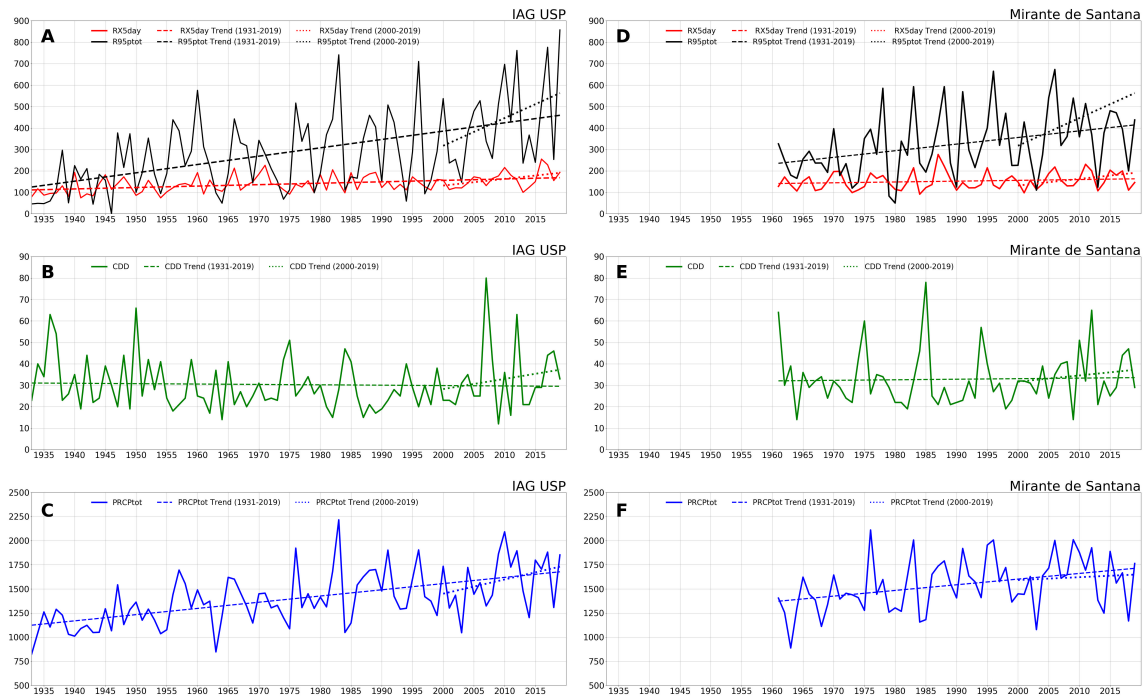 IAG USP
A
RX5day RX5day Trend (1931-2019) RX5day Trend (2000-2019)
R95ptot R95ptot Trend (1931-2019) R95ptot Trend (2000-2019)
900
800
700
600
500
400
300
200
100
0
1935 1940 1945 1950 1955 1960 1965 1970 1975 1980 1985 1990 1995 2000 2005 2010 2015
Mirante de Santana
D
RX5day RX5day Trend (1931-2019) RX5day Trend (2000-2019)
R95ptot R95ptot Trend (1931-2019) R95ptot Trend (2000-2019)
900
800
700
600
500
400
300
200
100
0
1935 1940 1945 1950 1955 1960 1965 1970 1975 1980 1985 1990 1995 2000 2005 2010 2015
IAG USP
B
CDD CDD Trend (1931-2019) CDD Trend (2000-2019)
90
80
70
60
50
40
30
20
10
0
1935 1940 1945 1950 1955 1960 1965 1970 1975 1980 1985 1990 1995 2000 2005 2010 2015
Mirante de Santana
E
CDD CDD Trend (1931-2019) CDD Trend (2000-2019)
90
80
70
60
50
40
30
20
10
0
1935 1940 1945 1950 1955 1960 1965 1970 1975 1980 1985 1990 1995 2000 2005 2010 2015
IAG USP
C
PRCPtot PRCPtot Trend (1931-2019) PRCPtot Trend (2000-2019)
2500
2250
2000
1750
1500
1250
1000
750
500
1935 1940 1945 1950 1955 1960 1965 1970 1975 1980 1985 1990 1995 2000 2005 2010 2015
Mirante de Santana
F
PRCPtot PRCPtot Trend (1931-2019) PRCPtot Trend (2000-2019)
2500
2250
2000
1750
1500
1250
1000
750
500
1935 1940 1945 1950 1955 1960 1965 1970 1975 1980 1985 1990 1995 2000 2005 2010 2015